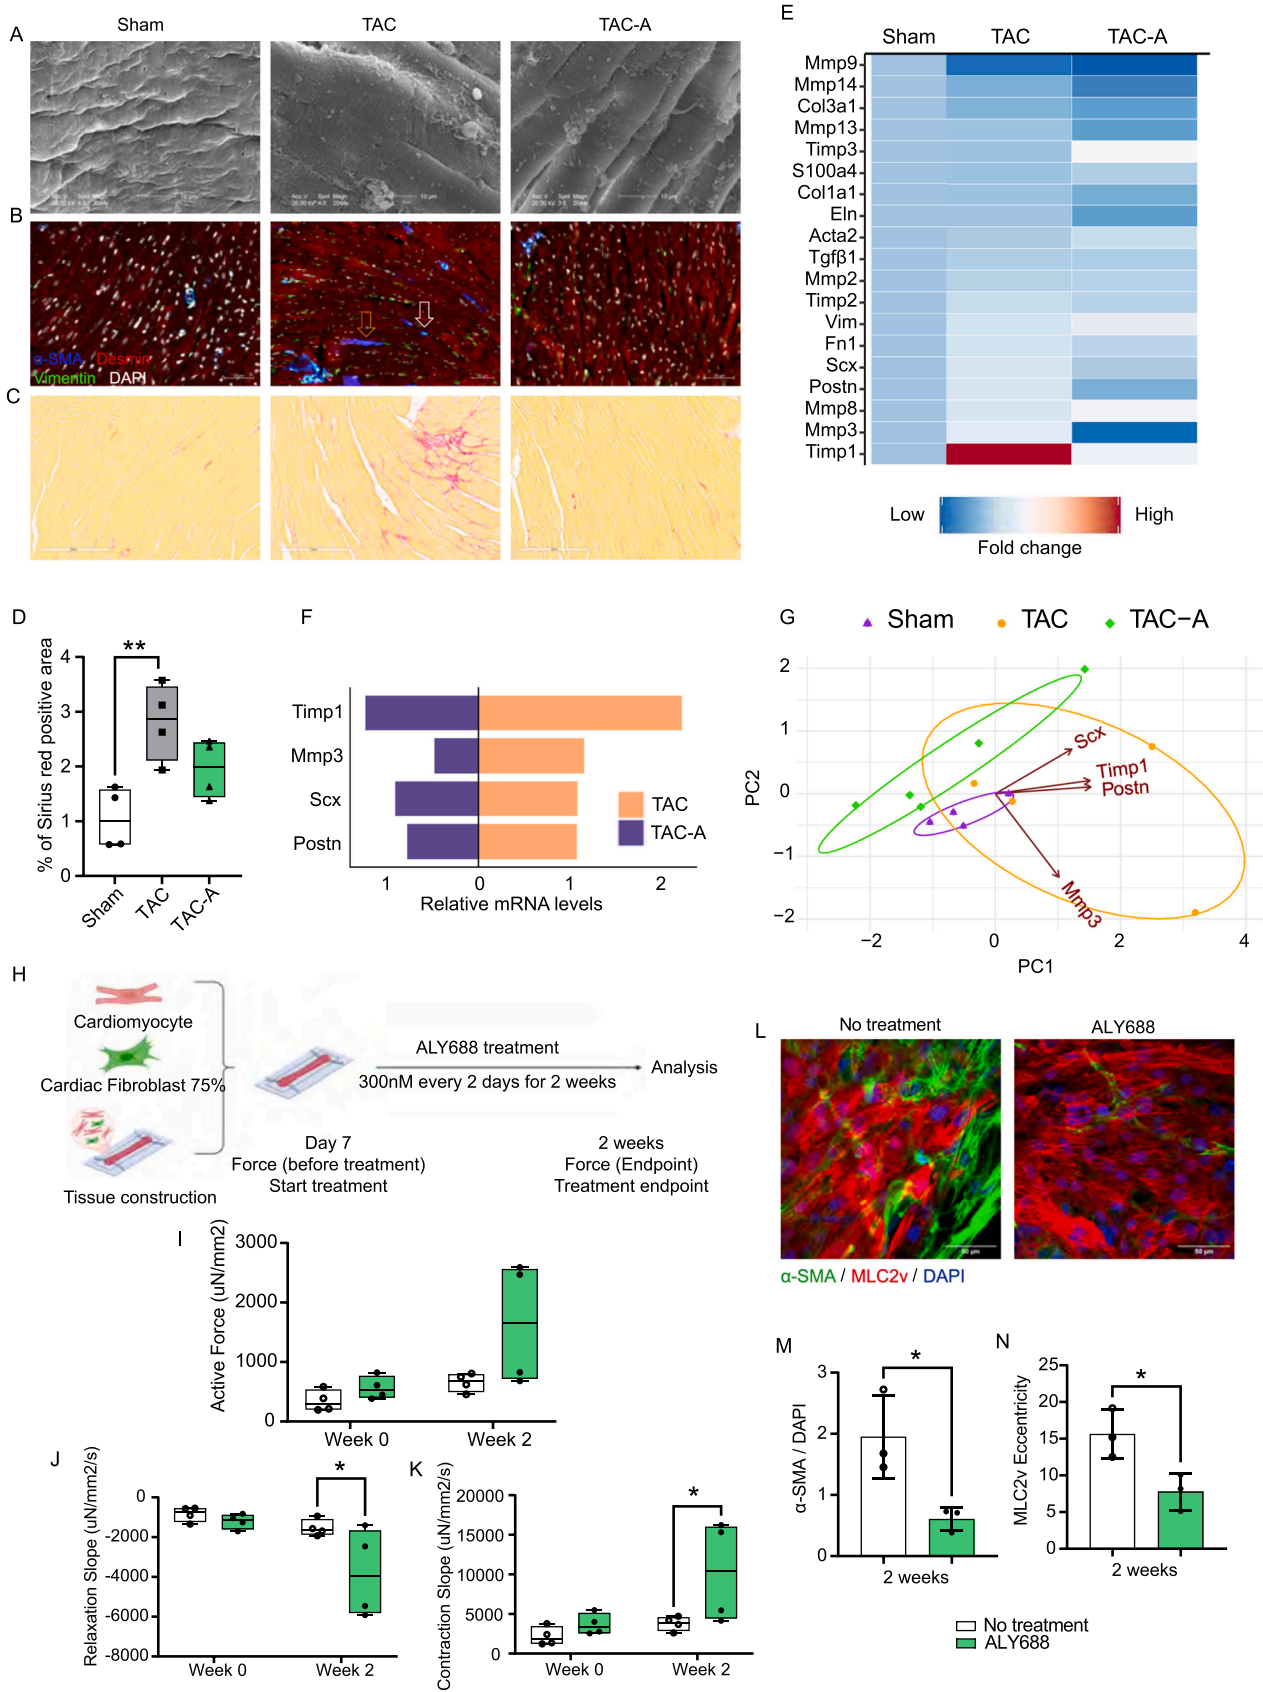 Sham TAC TAC-A
A
B
α-SMA / Desmin
Vimentin / DAPI
C
E
Sham TAC TAC-A
Mmp9
Mmp14
Col3a1
Mmp13
Timp3
S100a4
Col1a1
Eln
Acta2
Tgfβ1
Mmp2
Timp2
Vim
Fn1
Scx
Postn
Mmp8
Mmp3
Timp1
Low High
Fold change
D
% of Sirius red positive area
**
4
3
2
1
0
Sham TAC TAC-A
F
Timp1
Mmp3
Scx
Postn
TAC
TAC-A
1 0 1 2
Relative mRNA levels
G
Sham TAC TAC−A
PC2
2
1
0
−1
−2
Scx
Timp1
Postn
Mmp3
−2 0 2 4
PC1
H
Cardiomyocyte
Cardiac Fibroblast 75%
Tissue construction
ALY688 treatment
300nM every 2 days for 2 weeks
Analysis
Day 7
Force (before treatment)
Start treatment
2 weeks
Force (Endpoint)
Treatment endpoint
I
Active Force (uN/mm2)
3000
2000
1000
0
Week 0 Week 2
J
Relaxation Slope (uN/mm2/s)
0
-2000
-4000
-6000
-8000
*
Week 0 Week 2
K
Contraction Slope (uN/mm2/s)
20000
15000
10000
5000
0
*
Week 0 Week 2
L
No treatment ALY688
50 µm
50 µm
α-SMA / MLC2v / DAPI
M
α-SMA / DAPI
3
2
1
0
*
2 weeks
N
MLC2v Eccentricity
25
20
15
10
5
0
*
2 weeks
No treatment
ALY688